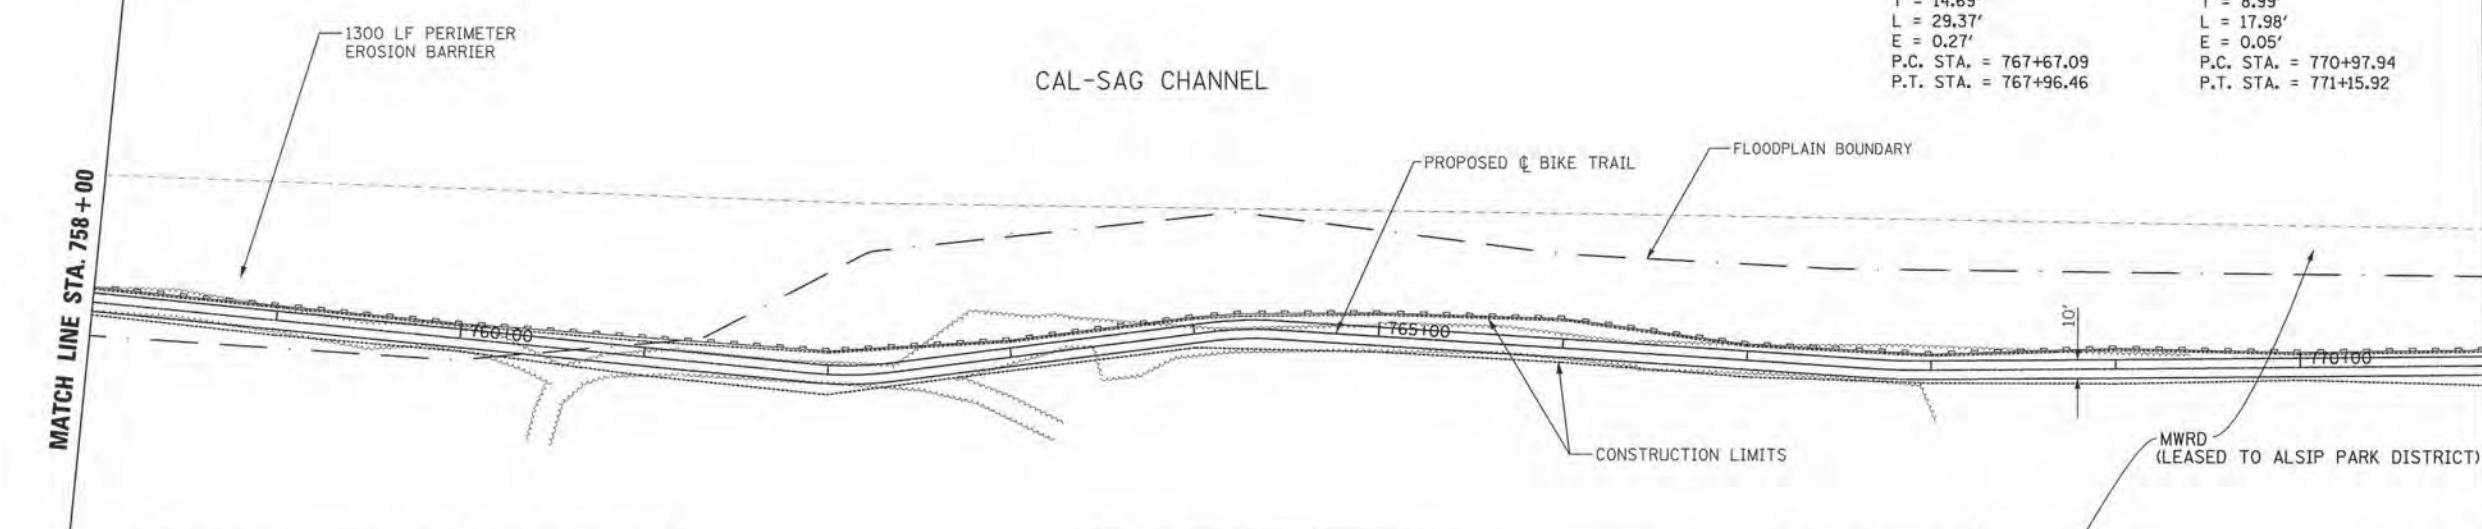 T = 14.69'
L = 29.37'
E = 0.27'
P.C. STA. = 767+67.09
P.T. STA. = 767+96.46
T = 8.99'
L = 17.98'
E = 0.05'
P.C. STA. = 770+97.94
P.T. STA. = 771+15.92
1300 LF PERIMETER
EROSION BARRIER
CAL-SAG CHANNEL
PROPOSED ℄ BIKE TRAIL
FLOODPLAIN BOUNDARY
MATCH LINE STA. 758+00
760+00
765+00
10'
770+00
CONSTRUCTION LIMITS
MWRD
(LEASED TO ALSIP PARK DISTRICT)